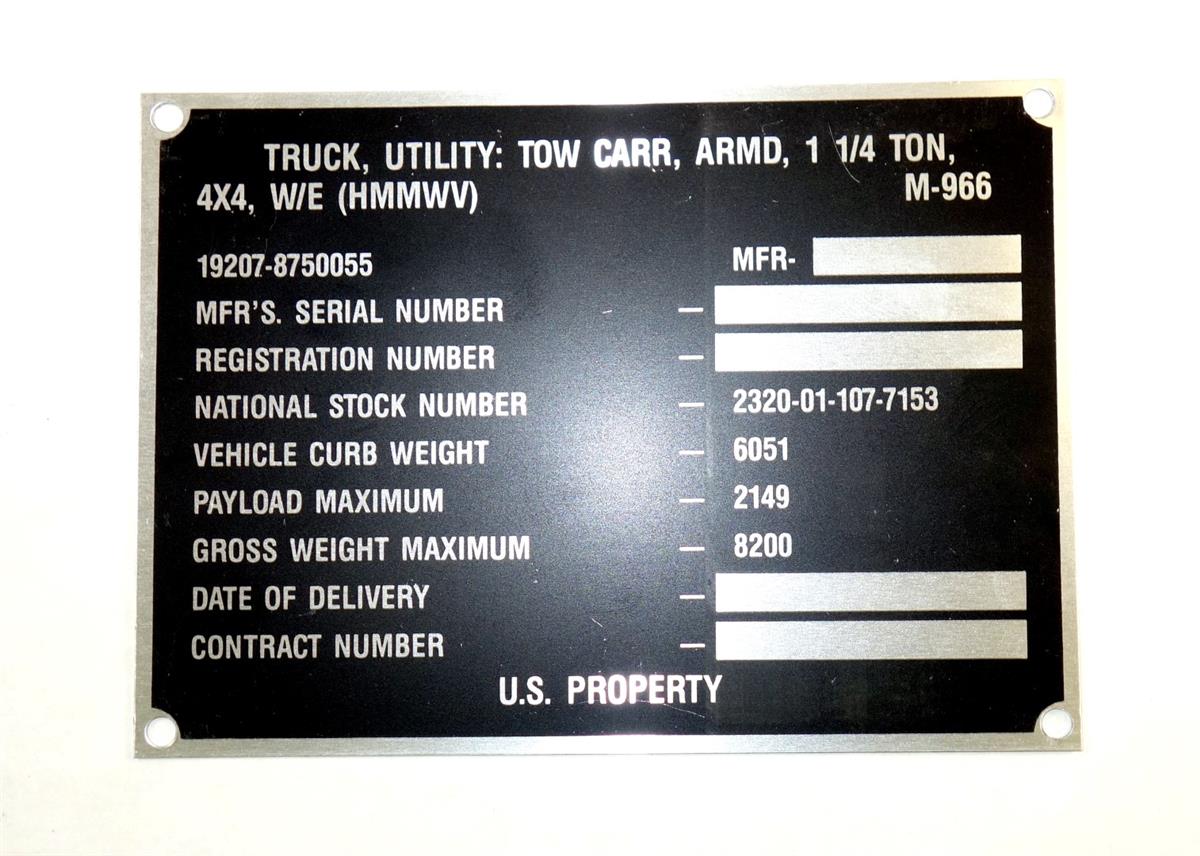 TRUCK, UTILITY: TOW CARR, ARMD, 1 1/4 TON,
4X4, W/E (HMMWV) M-966
19207-8750055 MFR-
MFR'S. SERIAL NUMBER —
REGISTRATION NUMBER —
NATIONAL STOCK NUMBER — 2320-01-107-7153
VEHICLE CURB WEIGHT — 6051
PAYLOAD MAXIMUM — 2149
GROSS WEIGHT MAXIMUM — 8200
DATE OF DELIVERY —
CONTRACT NUMBER —
U.S. PROPERTY